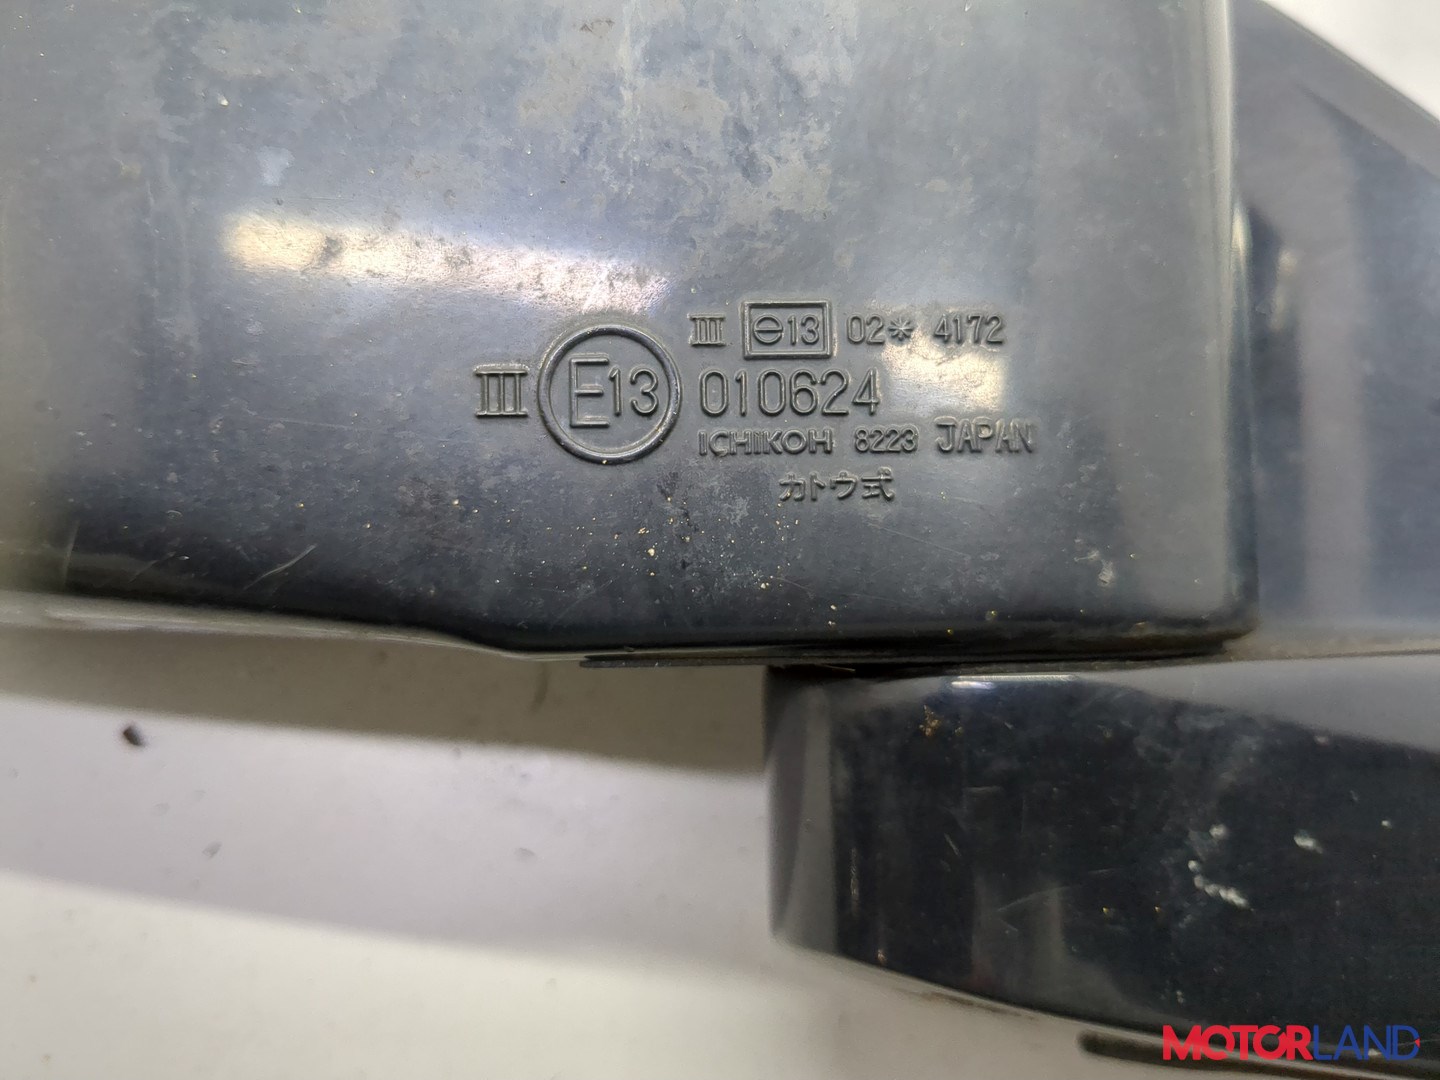 III e13 02* 4172
III E13 010624
ICHIKOH 8223 JAPAN
カトウ式
MOTORLAND